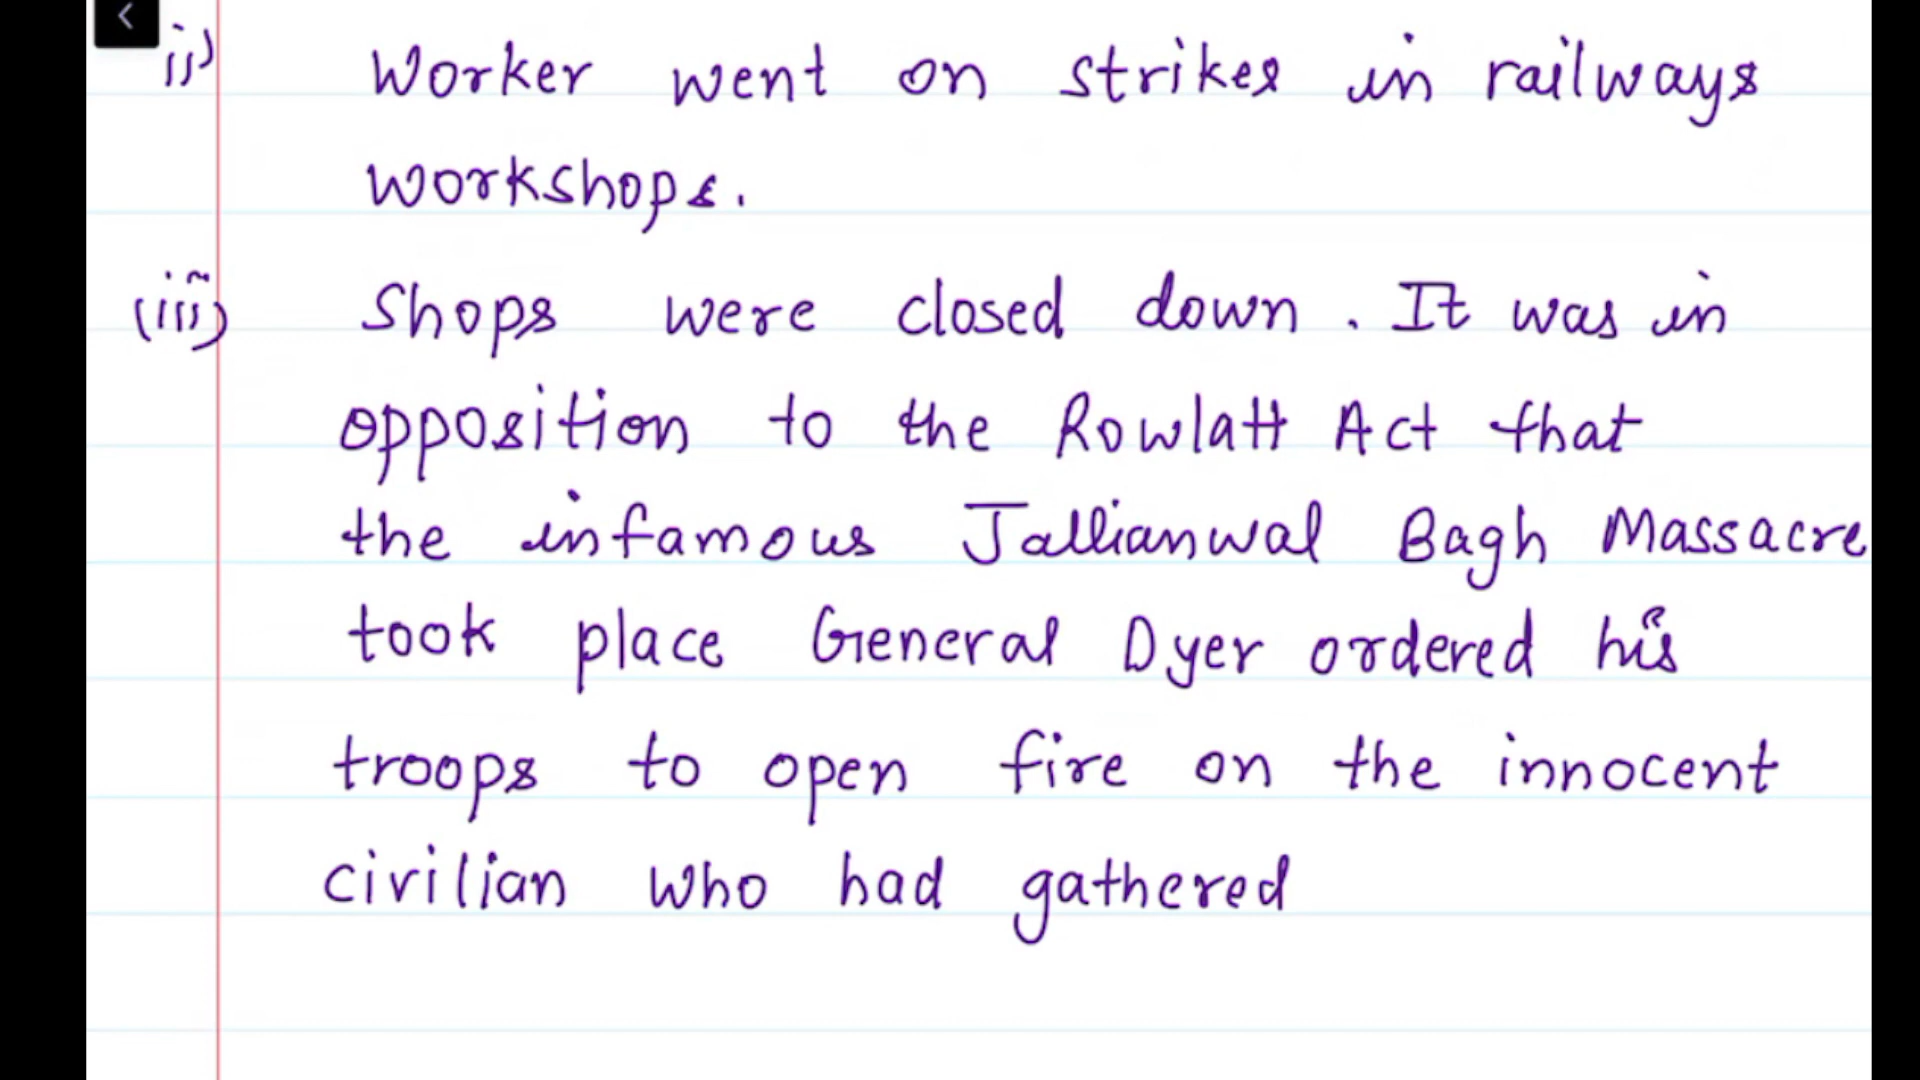 ii) Worker went on strikes in railways
workshops.
(iii) Shops were closed down. It was in
opposition to the Rowlatt Act that
the infamous Jallianwal Bagh Massacre
took place General Dyer ordered his
troops to open fire on the innocent
civilian who had gathered